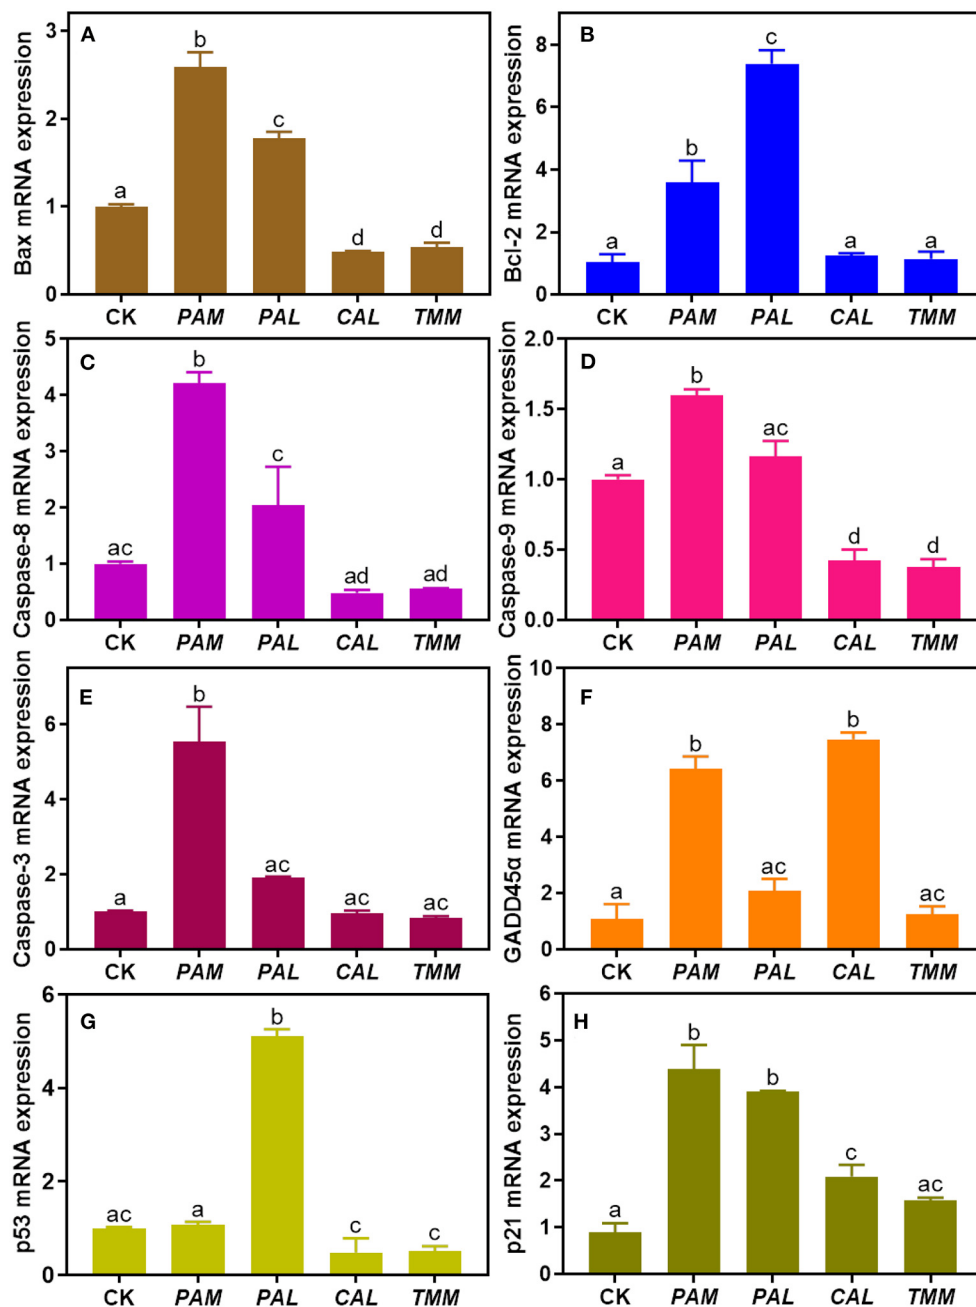 A
Bax mRNA expression
3
2
1
0
a
b
c
d
d
CK PAM PAL CAL TMM
B
Bcl-2 mRNA expression
8
6
4
2
0
a
b
c
a
a
CK PAM PAL CAL TMM
C
Caspase-8 mRNA expression
5
4
3
2
1
0
ac
b
c
ad
ad
CK PAM PAL CAL TMM
D
Caspase-9 mRNA expression
2.0
1.5
1.0
0.5
0.0
a
b
ac
d
d
CK PAM PAL CAL TMM
E
Caspase-3 mRNA expression
6
4
2
0
a
b
ac
ac
ac
CK PAM PAL CAL TMM
F
GADD45α mRNA expression
10
8
6
4
2
0
a
b
ac
b
ac
CK PAM PAL CAL TMM
G
p53 mRNA expression
6
4
2
0
ac
a
b
c
c
CK PAM PAL CAL TMM
H
p21 mRNA expression
6
5
4
3
2
1
0
a
b
b
c
ac
CK PAM PAL CAL TMM